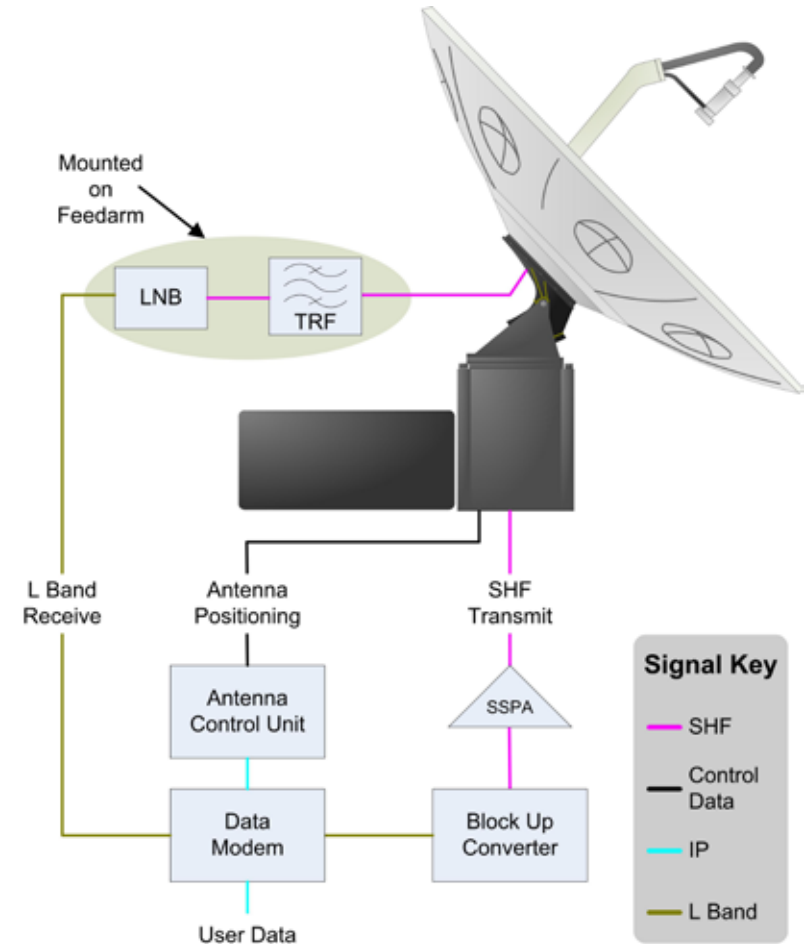 Mounted
on
Feedarm
LNB
TRF
L Band
Receive
Antenna
Positioning
SHF
Transmit
Antenna
Control Unit
SSPA
Data
Modem
Block Up
Converter
User Data
Signal Key
SHF
Control
Data
IP
L Band